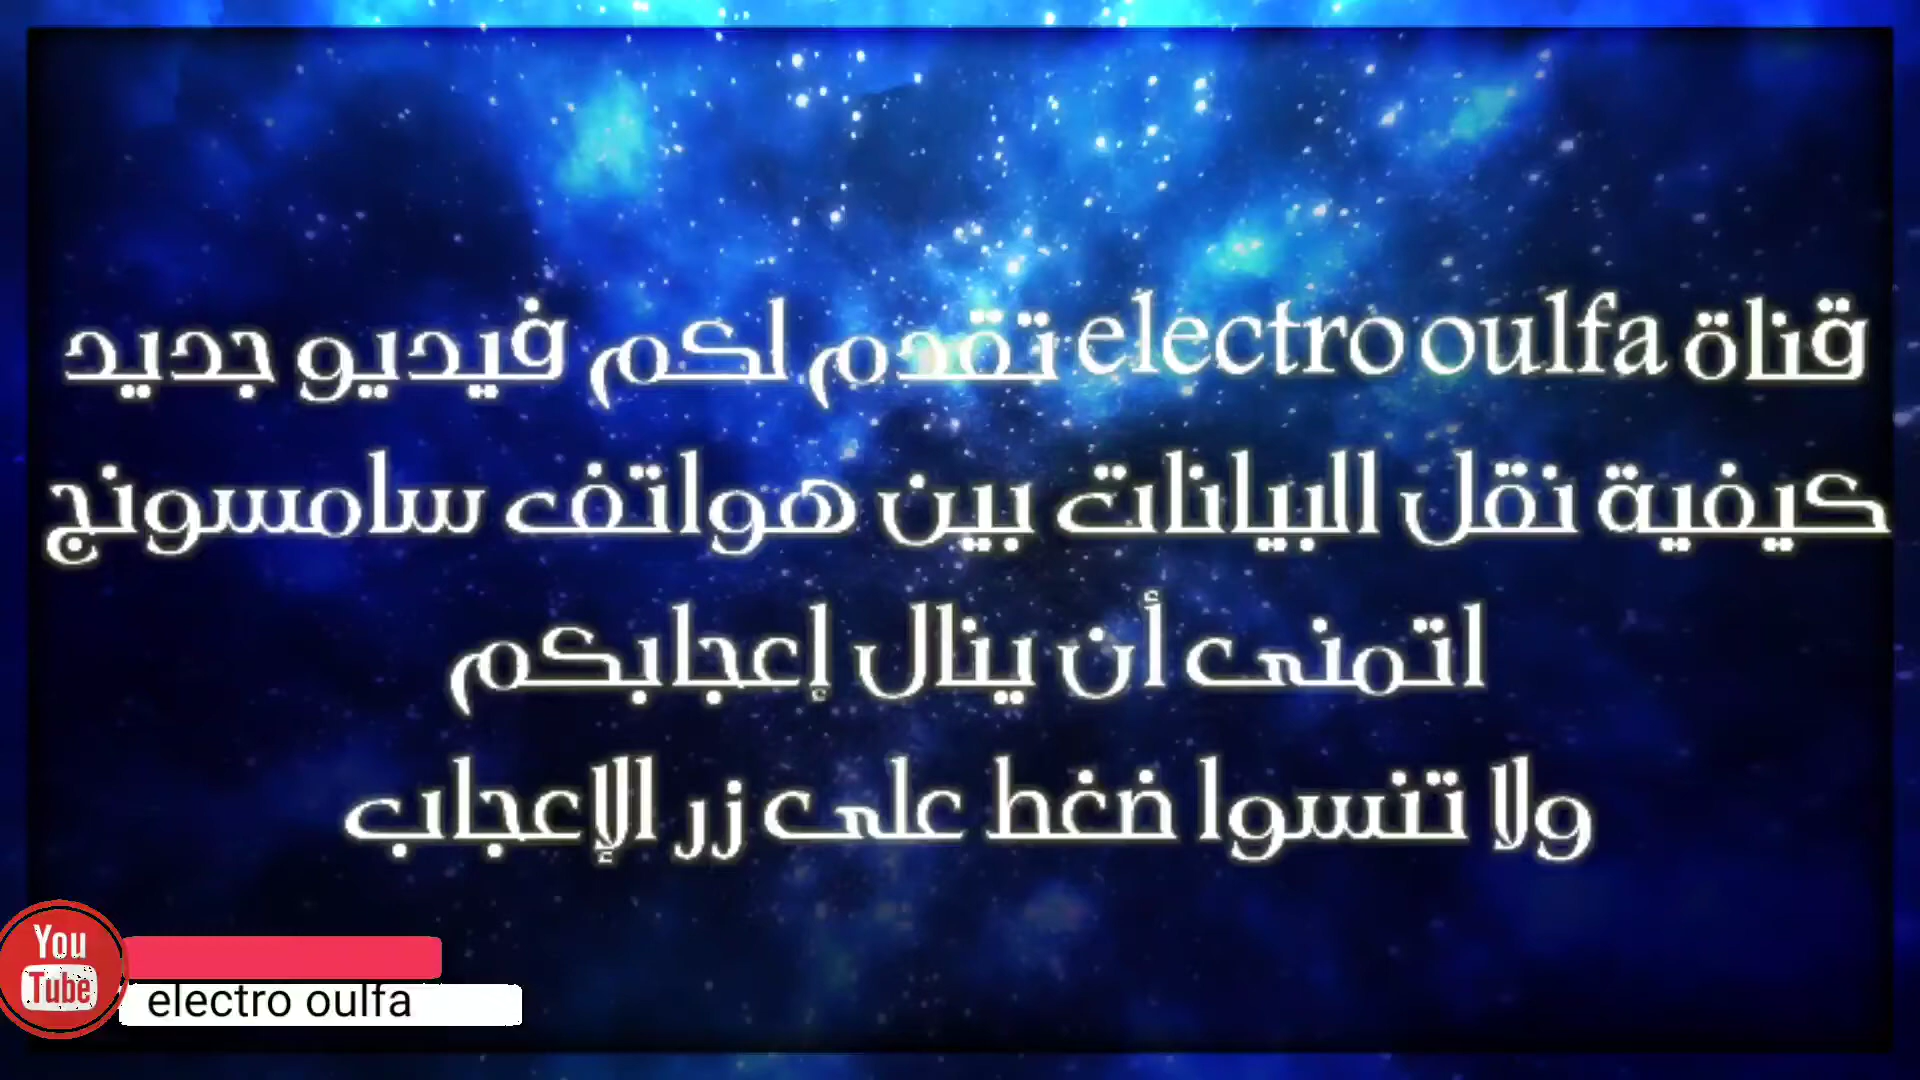 قناة electro oulfa تقدم لكم فيديو جديد
كيفية نقل البيانات بين هواتف سامسونج
اتمنى أن ينال إعجابكم
ولا تنسوا ضغط على زر الإعجاب
You
Tube
electro oulfa